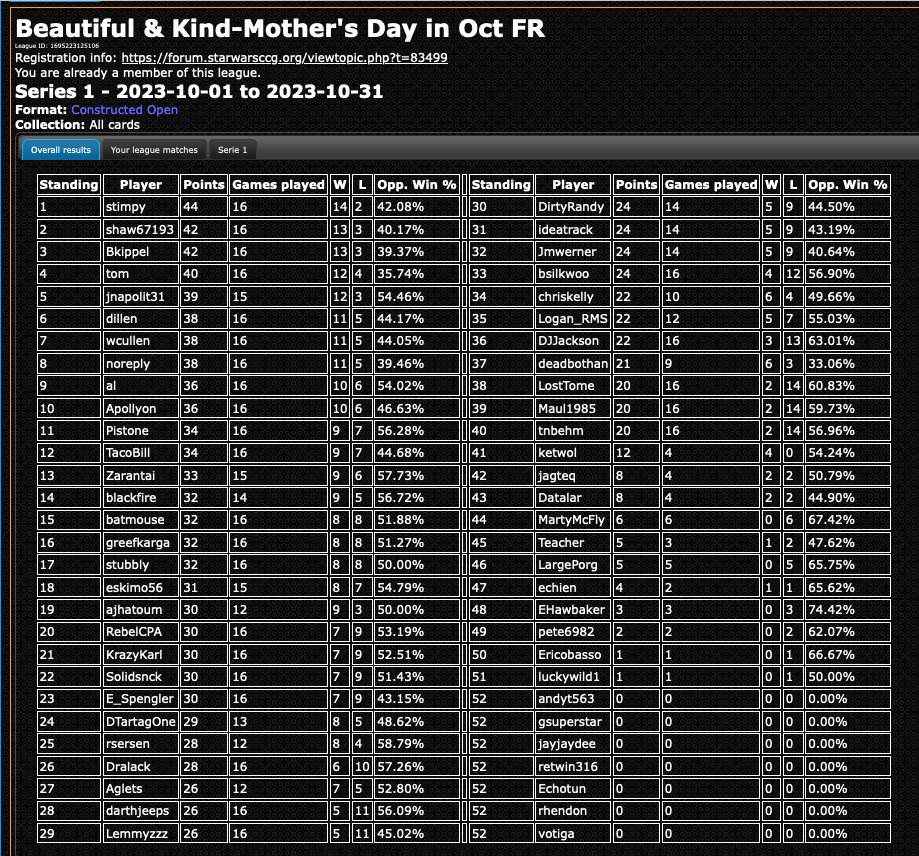 Beautiful & Kind-Mother's Day in Oct FR
League ID: 1695223125106
Registration info: https://forum.starwarsccg.org/viewtopic.php?t=83499
You are already a member of this league.
Series 1 - 2023-10-01 to 2023-10-31
Format: Constructed Open
Collection: All cards
Overall results Your league matches Serie 1
Standing Player Points Games played W L Opp. Win % Standing Player Points Games played W L Opp. Win %
1 stimpy 44 16 14 2 42.08% 30 DirtyRandy 24 14 5 9 44.50%
2 shaw67193 42 16 13 3 40.17% 31 ideatrack 24 14 5 9 43.19%
3 Bkippel 42 16 13 3 39.37% 32 Jmwerner 24 14 5 9 40.64%
4 tom 40 16 12 4 35.74% 33 bsilkwoo 24 16 4 12 56.90%
5 jnapolit31 39 15 12 3 54.46% 34 chriskelly 22 10 6 4 49.66%
6 dillen 38 16 11 5 44.17% 35 Logan_RMS 22 12 5 7 55.03%
7 wcullen 38 16 11 5 44.05% 36 DJJackson 22 16 3 13 63.01%
8 noreply 38 16 11 5 39.46% 37 deadbothan 21 9 6 3 33.06%
9 al 36 16 10 6 54.02% 38 LostTome 20 16 2 14 60.83%
10 Apollyon 36 16 10 6 46.63% 39 Maul1985 20 16 2 14 59.73%
11 Pistone 34 16 9 7 56.28% 40 tnbehm 20 16 2 14 56.96%
12 TacoBill 34 16 9 7 44.68% 41 ketwol 12 4 4 0 54.24%
13 Zarantai 33 15 9 6 57.73% 42 jagteq 8 4 2 2 50.79%
14 blackfire 32 14 9 5 56.72% 43 Datalar 8 4 2 2 44.90%
15 batmouse 32 16 8 8 51.88% 44 MartyMcFly 6 6 0 6 67.42%
16 greefkarga 32 16 8 8 51.27% 45 Teacher 5 3 1 2 47.62%
17 stubbly 32 16 8 8 50.00% 46 LargePorg 5 5 0 5 65.75%
18 eskimo56 31 15 8 7 54.79% 47 echien 4 2 1 1 65.62%
19 ajhatoum 30 12 9 3 50.00% 48 EHawbaker 3 3 0 3 74.42%
20 RebelCPA 30 16 7 9 53.19% 49 pete6982 2 2 0 2 62.07%
21 KrazyKarl 30 16 7 9 52.51% 50 Ericobasso 1 1 0 1 66.67%
22 Solidsnck 30 16 7 9 51.43% 51 luckywild1 1 1 0 1 50.00%
23 E_Spengler 30 16 7 9 43.15% 52 andyt563 0 0 0 0 0.00%
24 DTartagOne 29 13 8 5 48.62% 52 gsuperstar 0 0 0 0 0.00%
25 rsersen 28 12 8 4 58.79% 52 jayjaydee 0 0 0 0 0.00%
26 Dralack 28 16 6 10 57.26% 52 retwin316 0 0 0 0 0.00%
27 Aglets 26 12 7 5 52.80% 52 Echotun 0 0 0 0 0.00%
28 darthjeeps 26 16 5 11 56.09% 52 rhendon 0 0 0 0 0.00%
29 Lemmyzzz 26 16 5 11 45.02% 52 votiga 0 0 0 0 0.00%